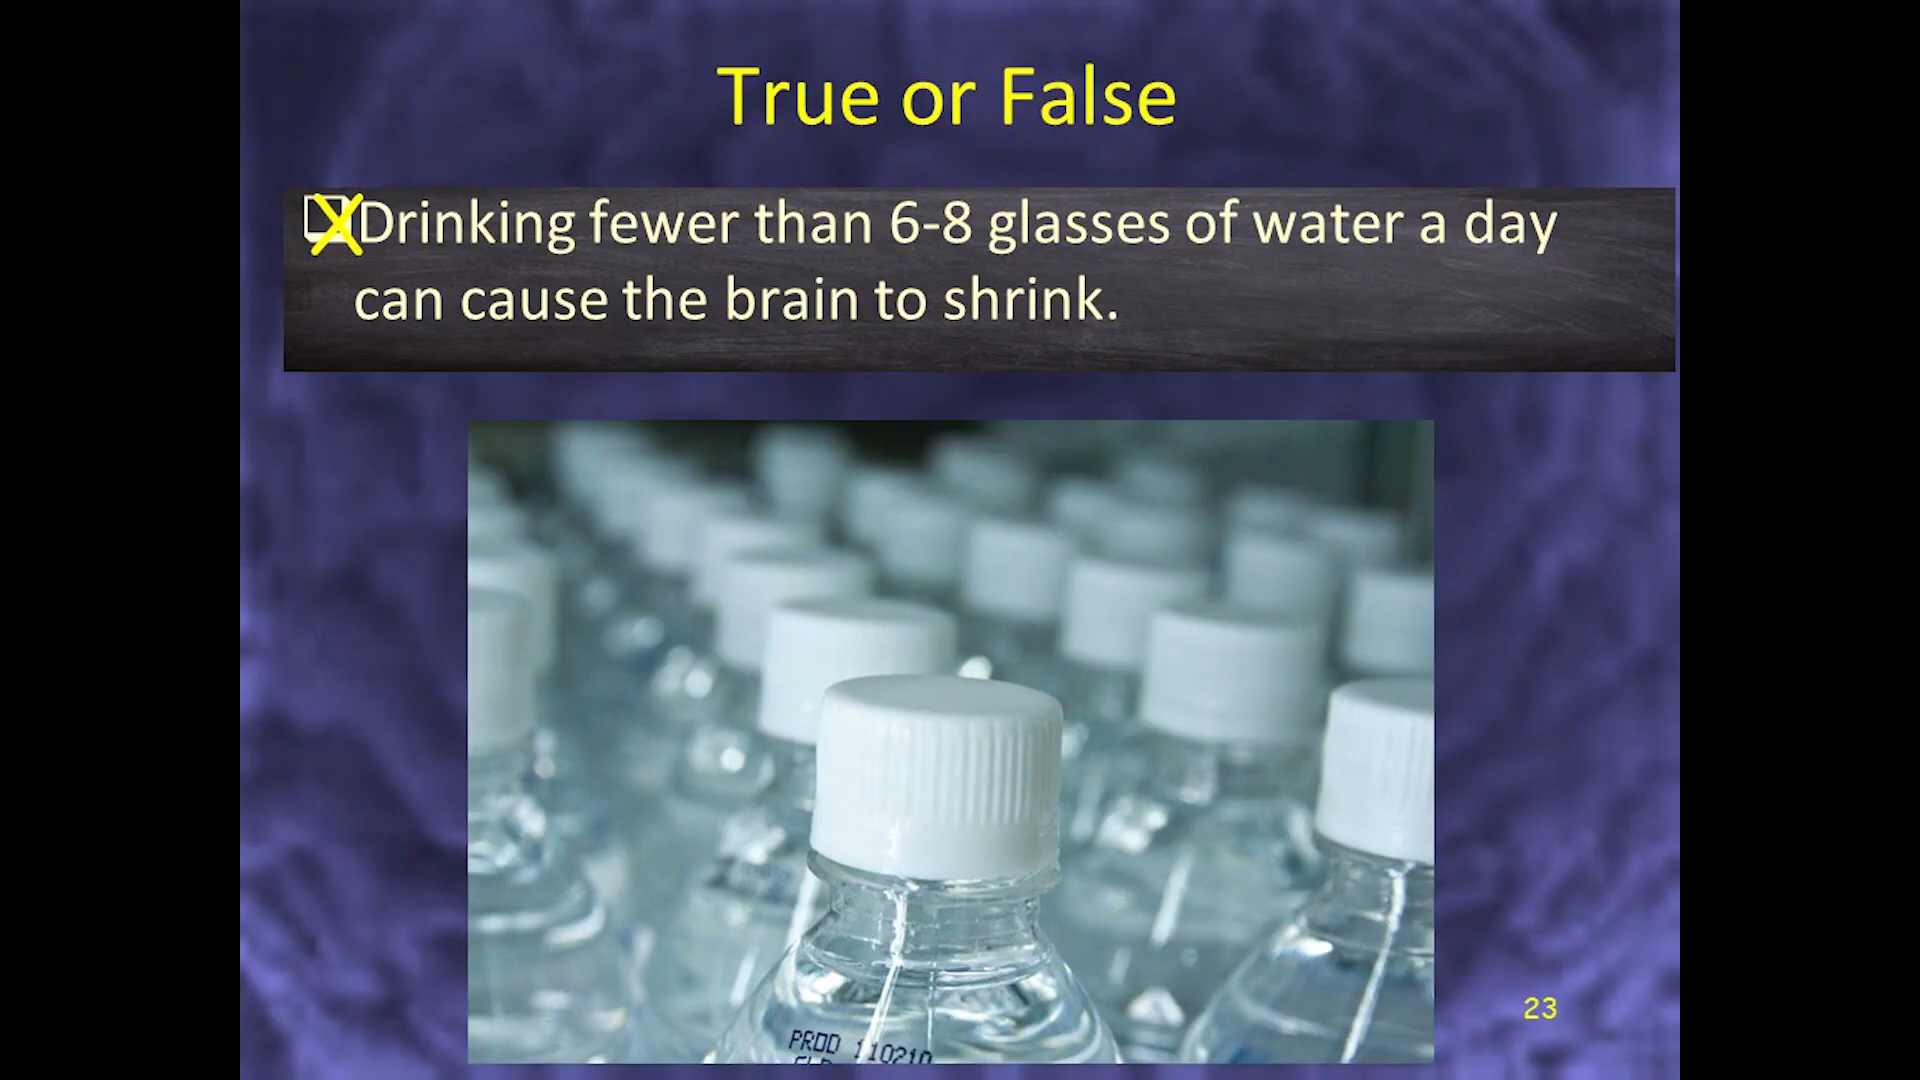 True or False
Drinking fewer than 6-8 glasses of water a day
can cause the brain to shrink.
PROD 110210
23